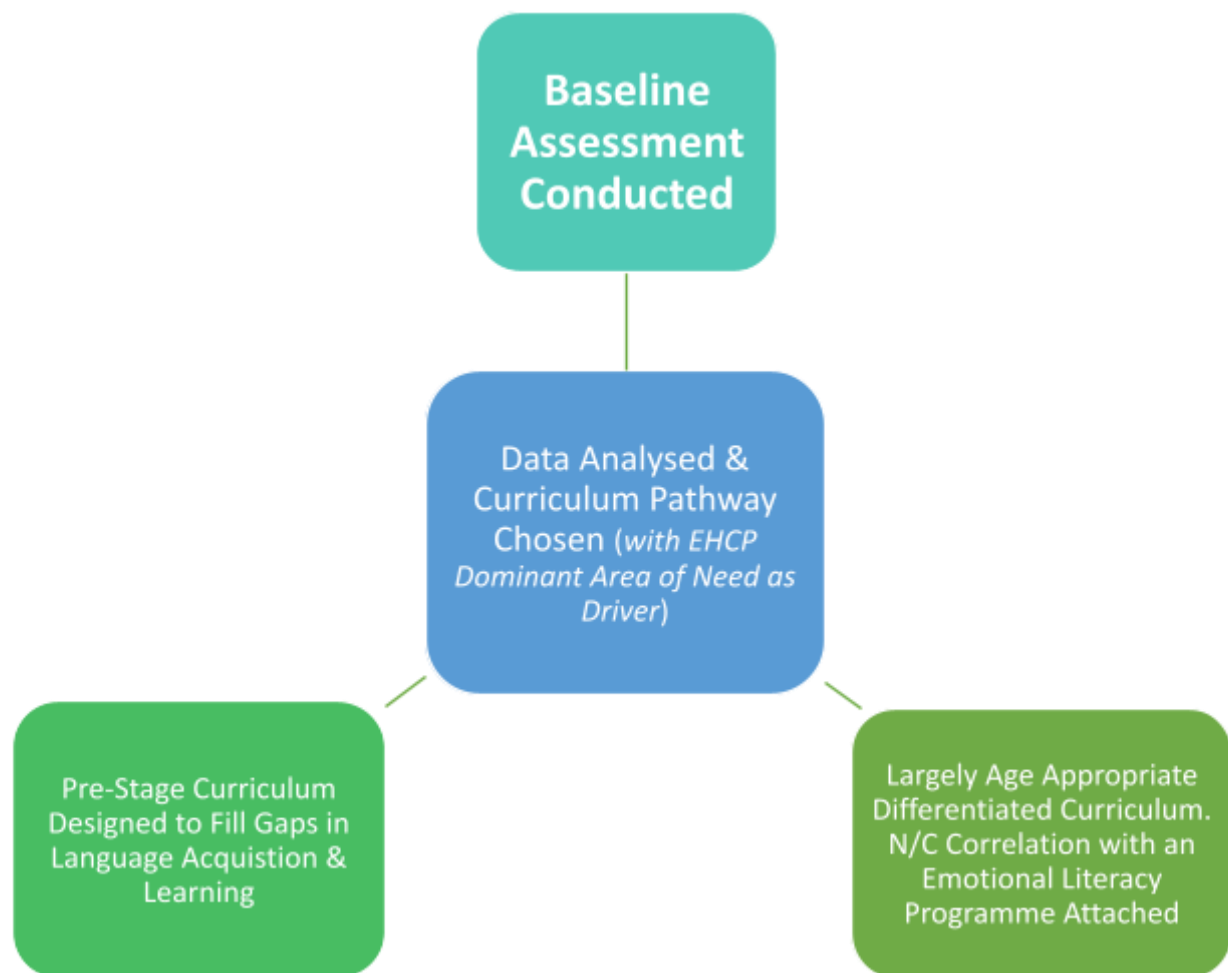 Baseline
Assessment
Conducted
Data Analysed &
Curriculum Pathway
Chosen (with EHCP
Dominant Area of Need as
Driver)
Pre-Stage Curriculum
Designed to Fill Gaps in
Language Acquistion &
Learning
Largely Age Appropriate
Differentiated Curriculum.
N/C Correlation with an
Emotional Literacy
Programme Attached